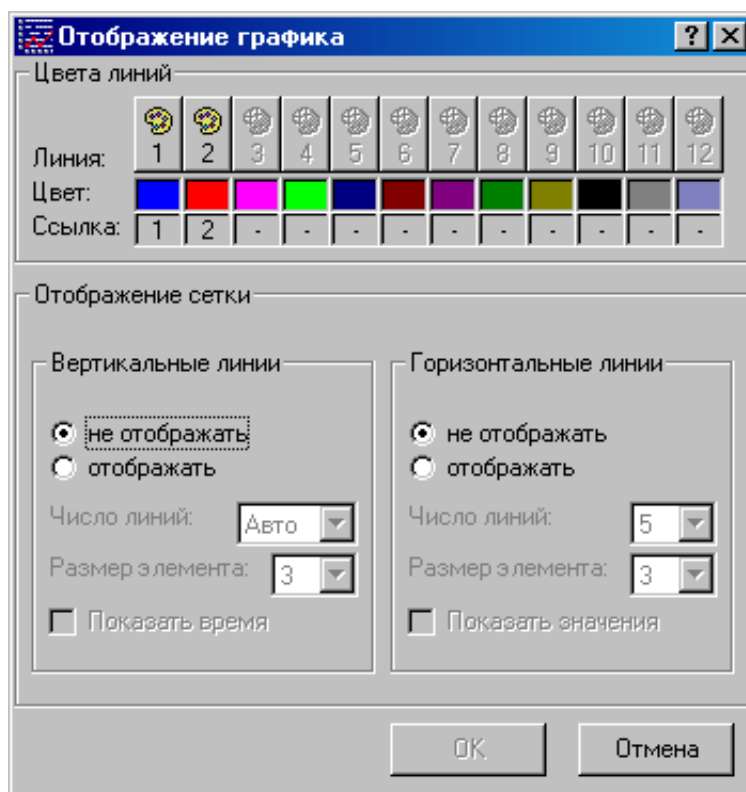 Отображение графика
Цвета линий
Линия: 1 2 3 4 5 6 7 8 9 10 11 12
Цвет:
Ссылка: 1 2 - - - - - - - - - -
Отображение сетки
Вертикальные линии
не отображать
отображать
Число линий: Авто
Размер элемента: 3
Показать время
Горизонтальные линии
не отображать
отображать
Число линий: 5
Размер элемента: 3
Показать значения
OK Отмена